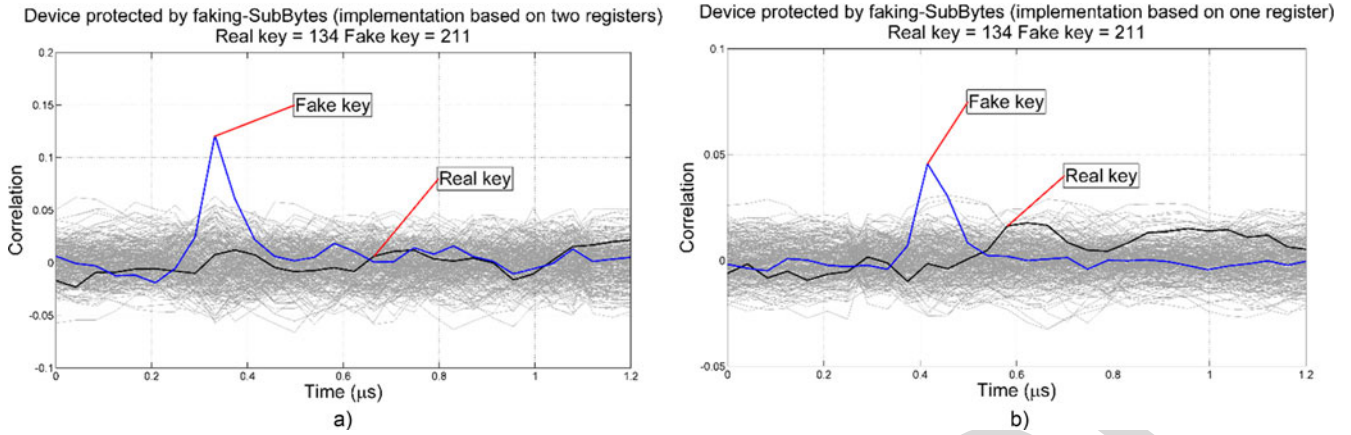 Device protected by faking-SubBytes (implementation based on two registers)
Real key = 134 Fake key = 211
0.2
0.15
0.1
0.05
0
-0.05
-0.1
Correlation
Fake key
Real key
0
0.2
0.4
0.6
0.8
1
1.2
Time (μs)
a)
Device protected by faking-SubBytes (implementation based on one register)
Real key = 134 Fake key = 211
0.1
0.05
0
-0.05
Correlation
Fake key
Real key
0
0.2
0.4
0.6
0.8
1
1.2
Time (μs)
b)